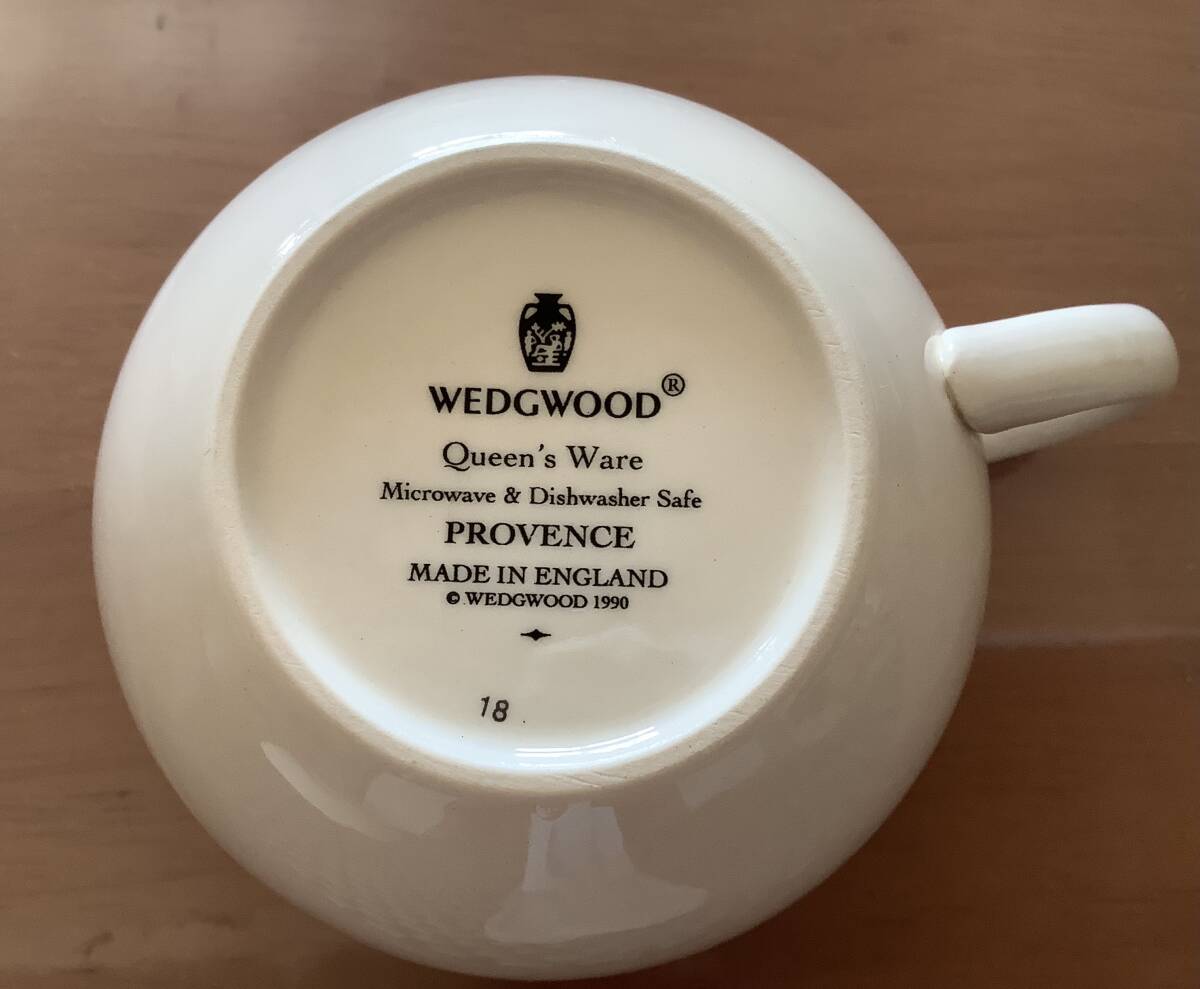 WEDGWOOD®
Queen's Ware
Microwave & Dishwasher Safe
PROVENCE
MADE IN ENGLAND
© WEDGWOOD 1990
18